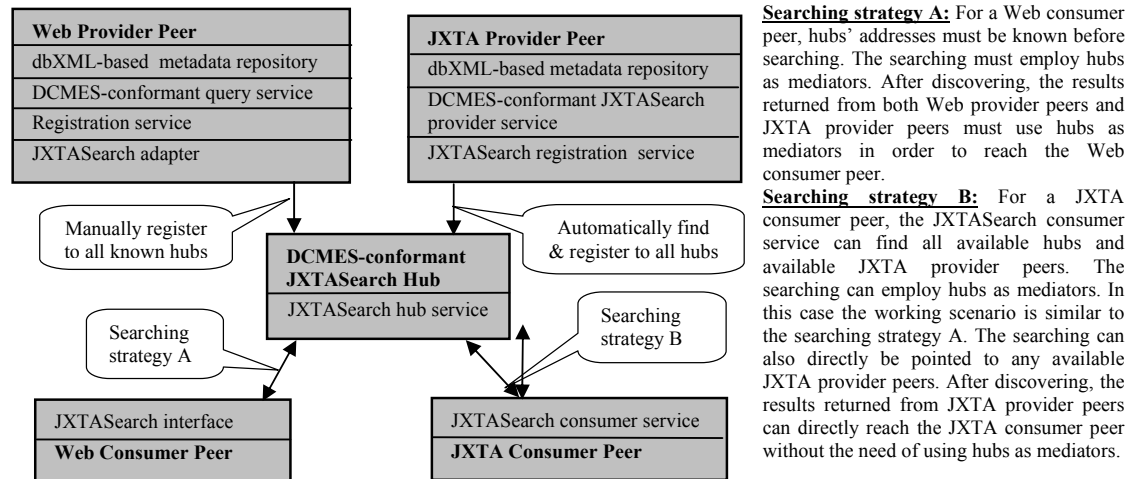 Web Provider Peer
dbXML-based metadata repository
DCMES-conformant query service
Registration service
JXTASearch adapter
JXTA Provider Peer
dbXML-based metadata repository
DCMES-conformant JXTASearch
provider service
JXTASearch registration service
Manually register
to all known hubs
Automatically find
& register to all hubs
DCMES-conformant
JXTASearch Hub
JXTASearch hub service
Searching
strategy A
Searching
strategy B
JXTASearch interface
Web Consumer Peer
JXTASearch consumer service
JXTA Consumer Peer
Searching strategy A: For a Web consumer
peer, hubs' addresses must be known before
searching. The searching must employ hubs
as mediators. After discovering, the results
returned from both Web provider peers and
JXTA provider peers must use hubs as
mediators in order to reach the Web
consumer peer.
Searching strategy B: For a JXTA
consumer peer, the JXTASearch consumer
service can find all available hubs and
available JXTA provider peers. The
searching can employ hubs as mediators. In
this case the working scenario is similar to
the searching strategy A. The searching can
also directly be pointed to any available
JXTA provider peers. After discovering, the
results returned from JXTA provider peers
can directly reach the JXTA consumer peer
without the need of using hubs as mediators.